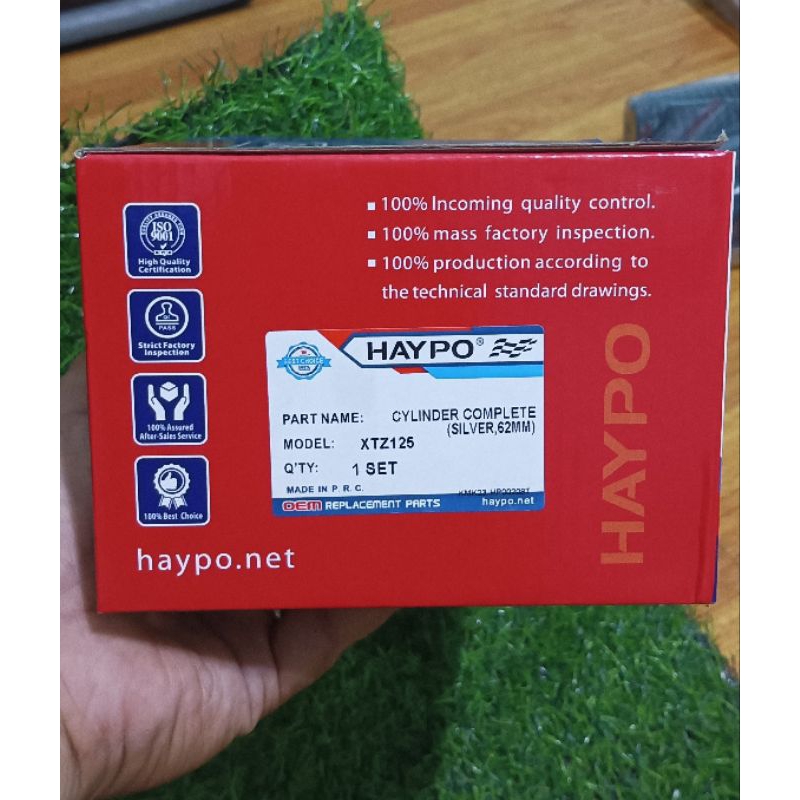 100% Incoming quality control.
100% mass factory inspection.
100% production according to
the technical standard drawings.
ISO
9001
High Quality
Certification
PASS
Strict Factory
Inspection
100% Assured
After-Sales Service
100% Best Choice
haypo.net
BEST CHOICE
HAYPO®
PART NAME: CYLINDER COMPLETE
(SILVER,62MM)
MODEL: XTZ125
Q'TY: 1 SET
MADE IN P. R. C.
OEM REPLACEMENT PARTS
haypo.net
HAYPO